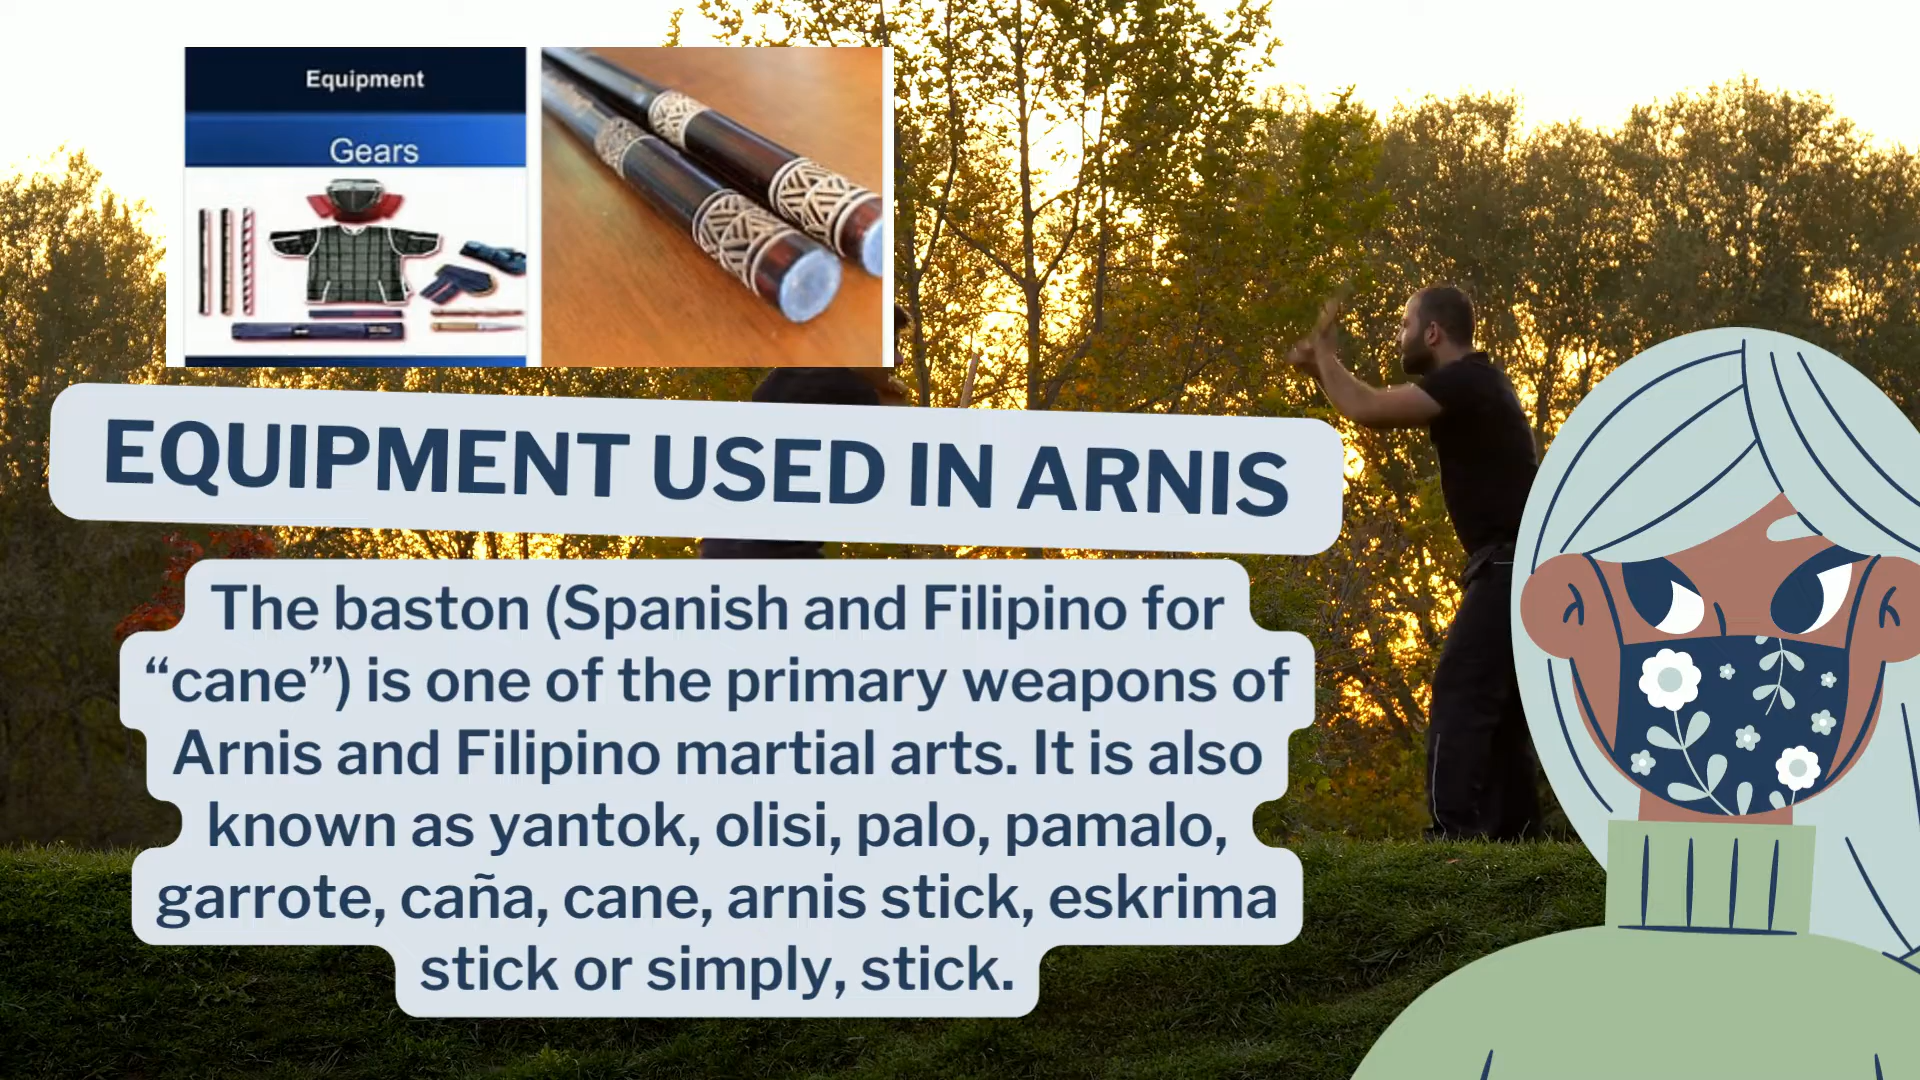 Equipment
Gears
EQUIPMENT USED IN ARNIS
The baston (Spanish and Filipino for
“cane”) is one of the primary weapons of
Arnis and Filipino martial arts. It is also
known as yantok, olisi, palo, pamalo,
garrote, caña, cane, arnis stick, eskrima
stick or simply, stick.